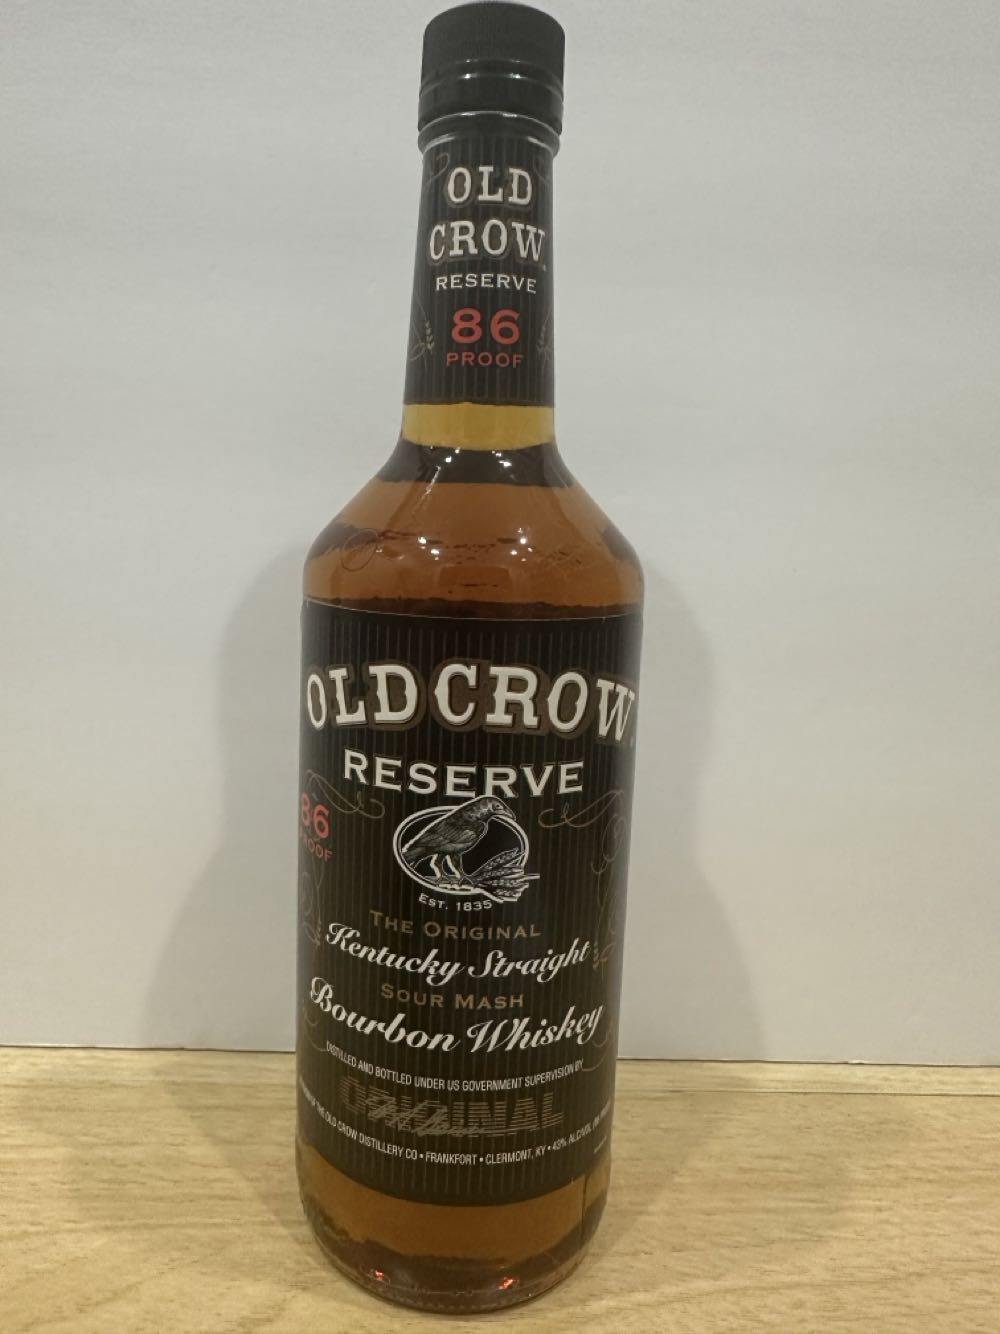 OLD
CROW
RESERVE
86
PROOF
OLD CROW
RESERVE
86
PROOF
EST. 1835
THE ORIGINAL
Kentucky Straight
SOUR MASH
Bourbon Whiskey
DISTILLED AND BOTTLED UNDER US GOVERNMENT SUPERVISION BY
ORIGINAL
THE OLD CROW DISTILLERY CO • FRANKFORT • CLERMONT, KY • 43% ALC/VOL